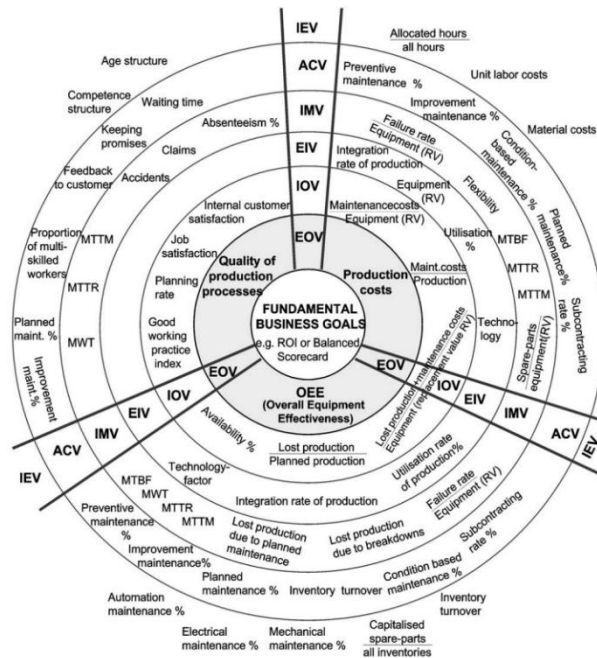 IEV
ACV
IMV
EIV
IOV
EOV
Allocated hours
all hours
Preventive
maintenance %
Unit labor costs
Improvement
maintenance %
Material costs
Failure rate
Equipment (RV)
Condition-
based
maintenance %
Integration
rate of production
Flexibility
Planned
maintenance%
Equipment (RV)
Maintenancecosts
Equipment (RV)
Utilisation
%
MTBF
MTTR
MTTM
Subcontracting
rate %
Production
costs
Maint.costs
Production
Techno-
logy
Spare-parts
equipment(RV)
Age structure
Competence
structure
Waiting time
Keeping
promises
Absenteeism %
Claims
Feedback
to customer
Accidents
Internal customer
satisfaction
Proportion
of multi-
skilled
workers
MTTM
Job
satisfaction
Quality of
production
processes
MTTR
Planning
rate
Planned
maint. %
MWT
Good
working
practice
index
Improvement
maint.%
FUNDAMENTAL
BUSINESS GOALS
e.g. ROI or Balanced
Scorecard
EOV
IOV
EIV
IMV
ACV
IEV
EOV
IOV
EIV
IMV
ACV
IEV
OEE
(Overall Equipment
Effectiveness)
Lost production+maintenance costs
Equipment (replacement value RV)
Availability %
Lost production
Planned production
Utilisation rate
of production%
Technology-
factor
Integration rate of production
Failure rate
Equipment (RV)
MTBF
MWT
MTTR
MTTM
Lost production
due to planned
maintenance
Lost production
due to breakdowns
Subcontracting
rate %
Preventive
maintenance
%
Improvement
maintenance%
Planned
maintenance %
Inventory turnover
Condition based
maintenance %
Automation
maintenance %
Electrical
maintenance %
Mechanical
maintenance %
Capitalised
spare-parts
all inventories
Inventory
turnover